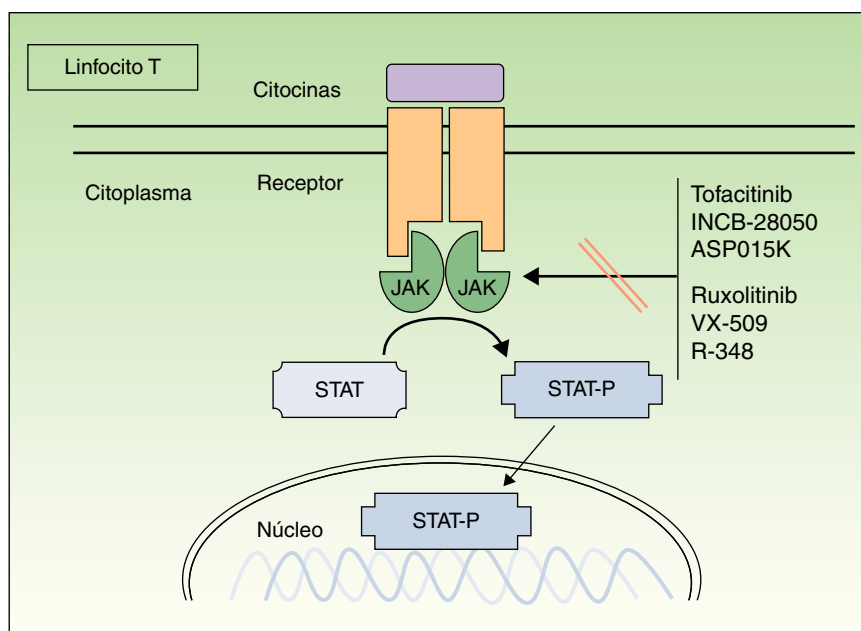 Linfocito T
Citocinas
Citoplasma
Receptor
Tofacitinib
INCB-28050
ASP015K
Ruxolitinib
VX-509
R-348
JAK
JAK
STAT
STAT-P
Núcleo
STAT-P